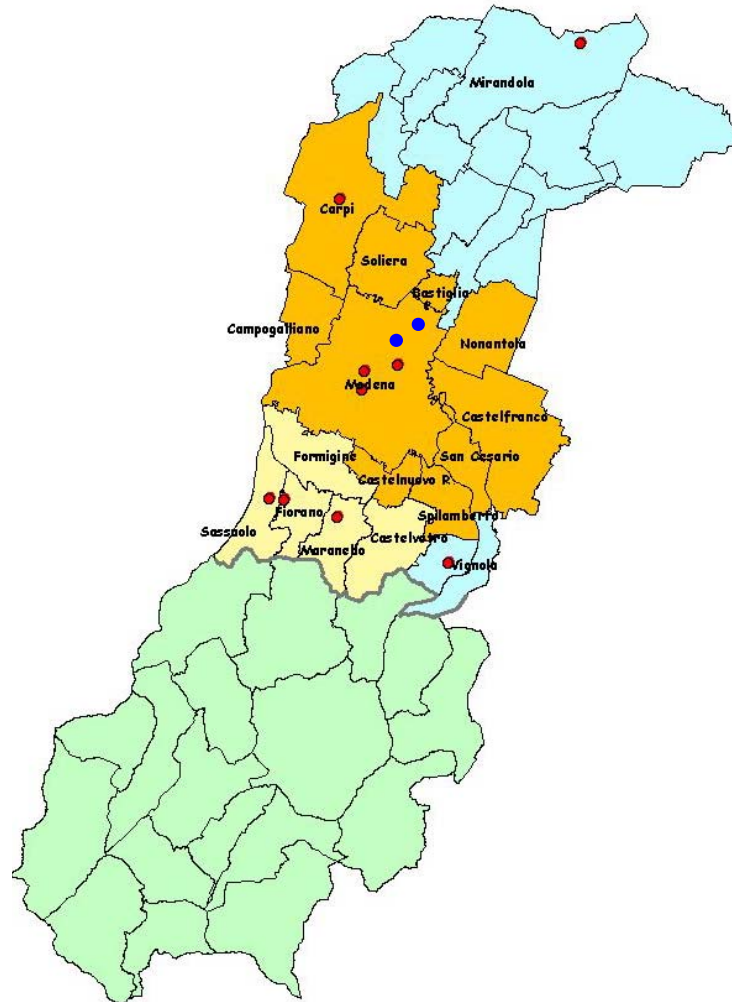 Mirandola
Carpi
Soliera
Bastiglia
Campogalliano
Nonantola
Modena
Castelfranco
Formigine
San Cesario
Castelnuovo R.
Fiorano
Spilamberto
Sassuolo
Castelvetro
Maranello
Vignola